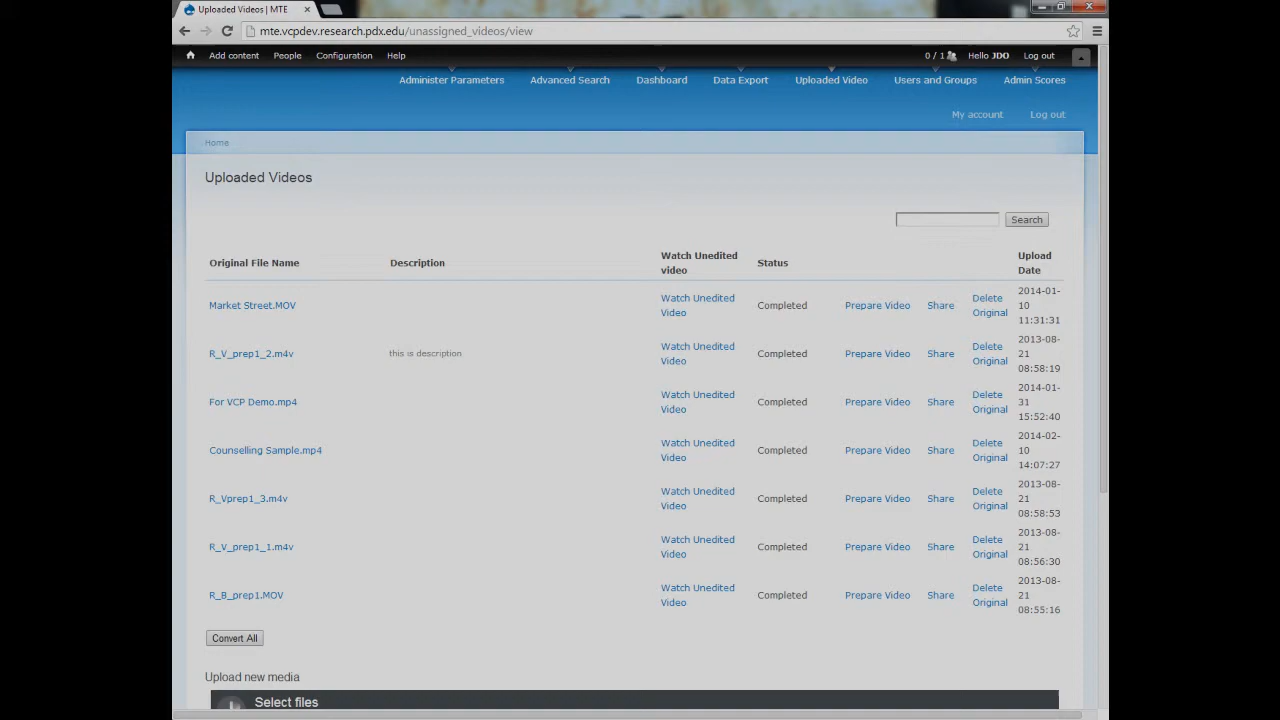 Uploaded Videos | MTE
mte.vcpdev.research.pdx.edu/unassigned_videos/view
Add content People Configuration Help 0 / 1 Hello JDO Log out
Administer Parameters Advanced Search Dashboard Data Export Uploaded Video Users and Groups Admin Scores
My account Log out
Home
Uploaded Videos
Search
Original File Name Description Watch Unedited video Status Upload Date
Market Street.MOV Watch Unedited Video Completed Prepare Video Share Delete Original 2014-01-10 11:31:31
R_V_prep1_2.m4v this is description Watch Unedited Video Completed Prepare Video Share Delete Original 2013-08-21 08:58:19
For VCP Demo.mp4 Watch Unedited Video Completed Prepare Video Share Delete Original 2014-01-31 15:52:40
Counselling Sample.mp4 Watch Unedited Video Completed Prepare Video Share Delete Original 2014-02-10 14:07:27
R_Vprep1_3.m4v Watch Unedited Video Completed Prepare Video Share Delete Original 2013-08-21 08:58:53
R_V_prep1_1.m4v Watch Unedited Video Completed Prepare Video Share Delete Original 2013-08-21 08:56:30
R_B_prep1.MOV Watch Unedited Video Completed Prepare Video Share Delete Original 2013-08-21 08:55:16
Convert All
Upload new media
Select files